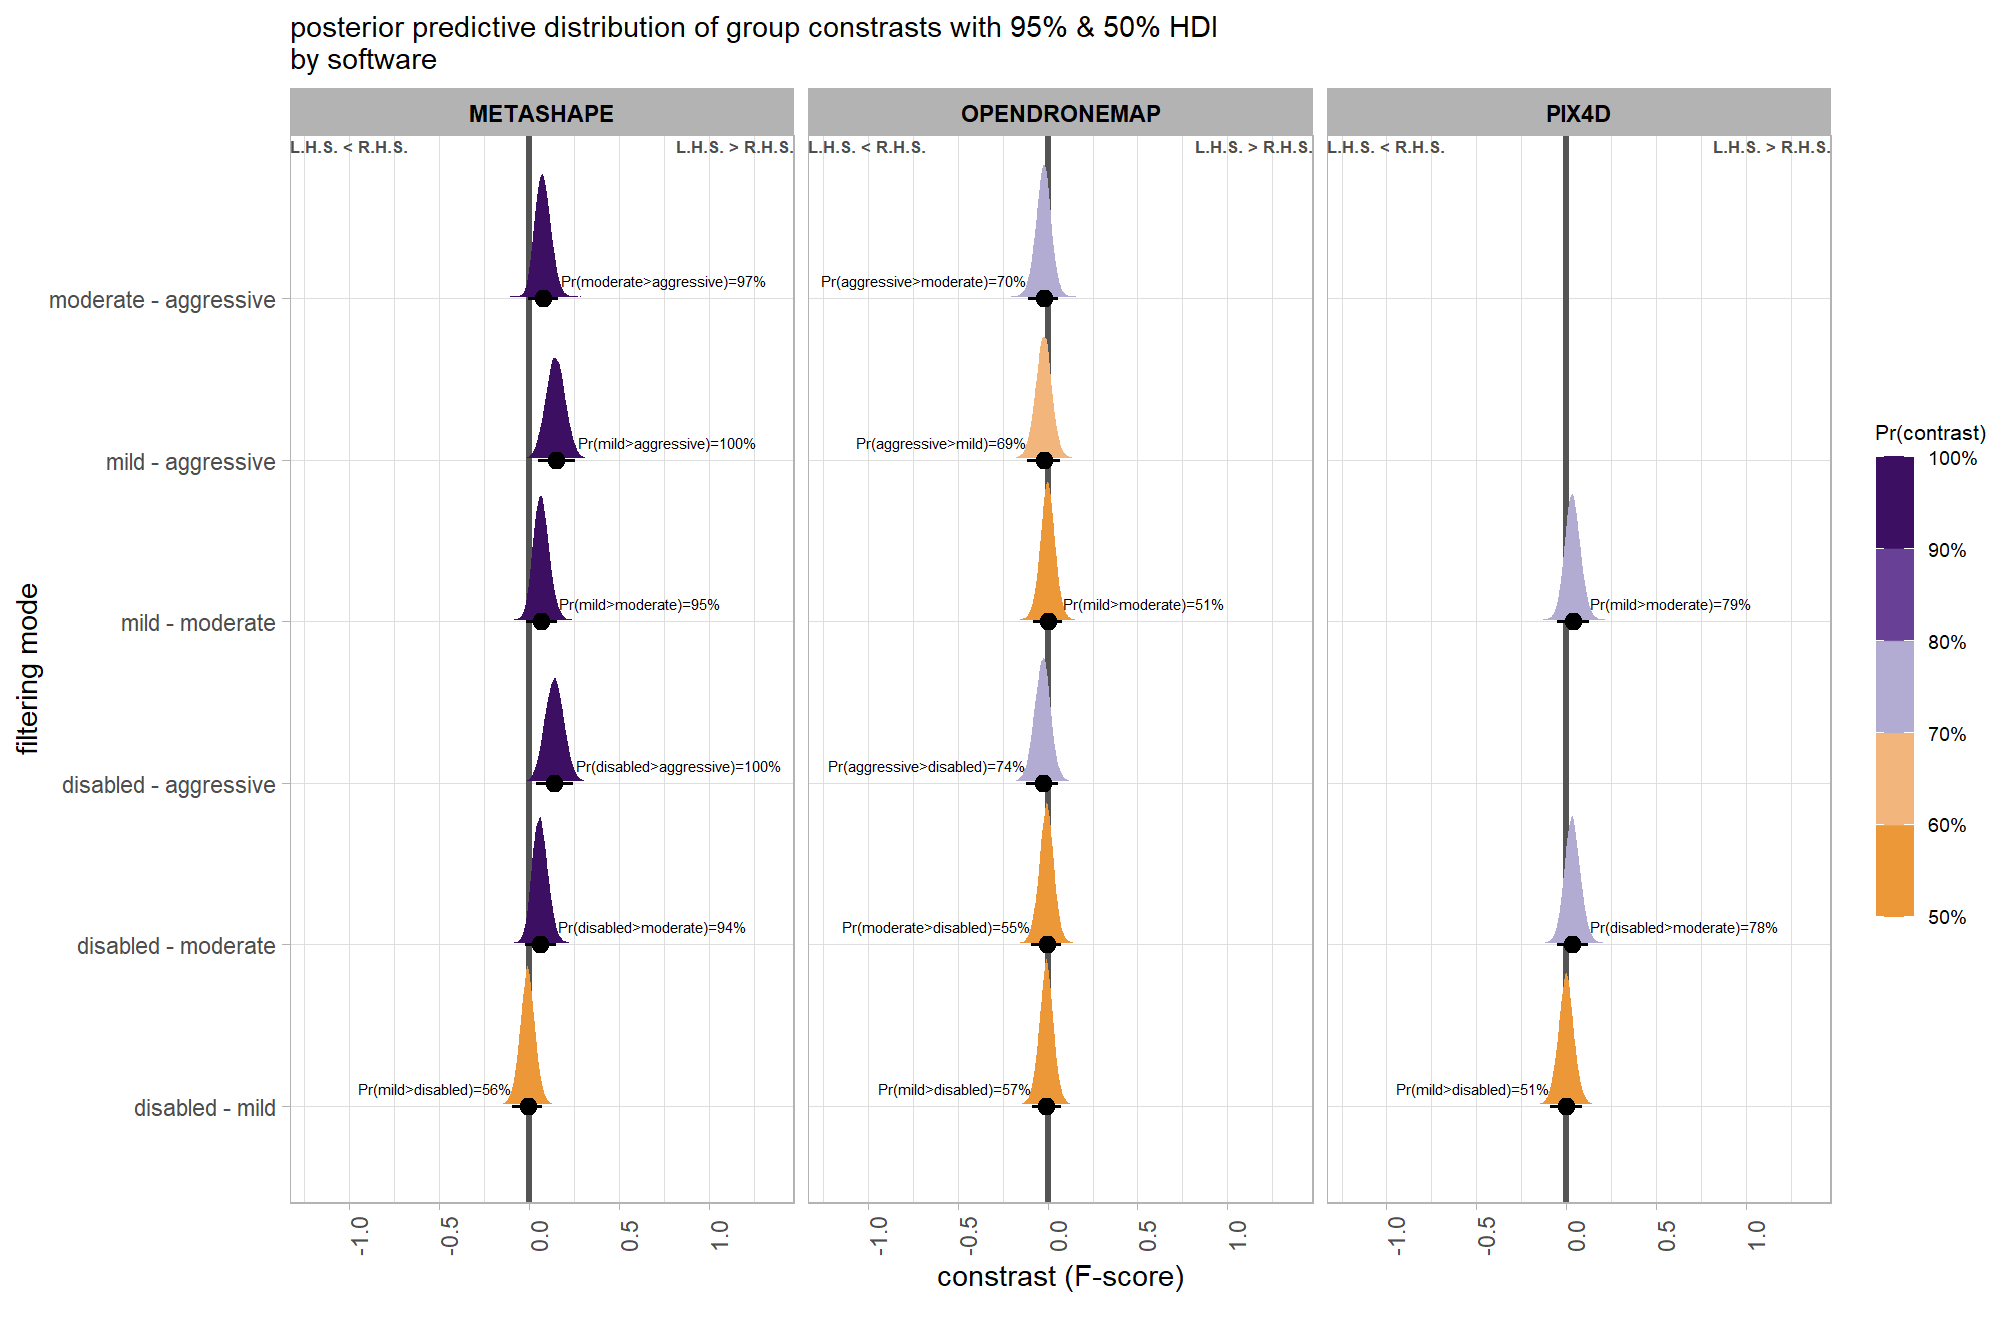 posterior predictive distribution of group constrasts with 95% & 50% HDI
by software
METASHAPE
OPENDRONEMAP
PIX4D
L.H.S. < R.H.S.
L.H.S. > R.H.S.
L.H.S. < R.H.S.
L.H.S. > R.H.S.
L.H.S. < R.H.S.
L.H.S. > R.H.S.
filtering mode
moderate - aggressive
Pr(moderate>aggressive)=97%
Pr(aggressive>moderate)=70%
mild - aggressive
Pr(mild>aggressive)=100%
Pr(aggressive>mild)=69%
mild - moderate
Pr(mild>moderate)=95%
Pr(mild>moderate)=51%
Pr(mild>moderate)=79%
disabled - aggressive
Pr(disabled>aggressive)=100%
Pr(aggressive>disabled)=74%
disabled - moderate
Pr(disabled>moderate)=94%
Pr(moderate>disabled)=55%
Pr(disabled>moderate)=78%
disabled - mild
Pr(mild>disabled)=56%
Pr(mild>disabled)=57%
Pr(mild>disabled)=51%
-1.0
-0.5
0.0
0.5
1.0
-1.0
-0.5
0.0
0.5
1.0
-1.0
-0.5
0.0
0.5
1.0
constrast (F-score)
Pr(contrast)
100%
90%
80%
70%
60%
50%